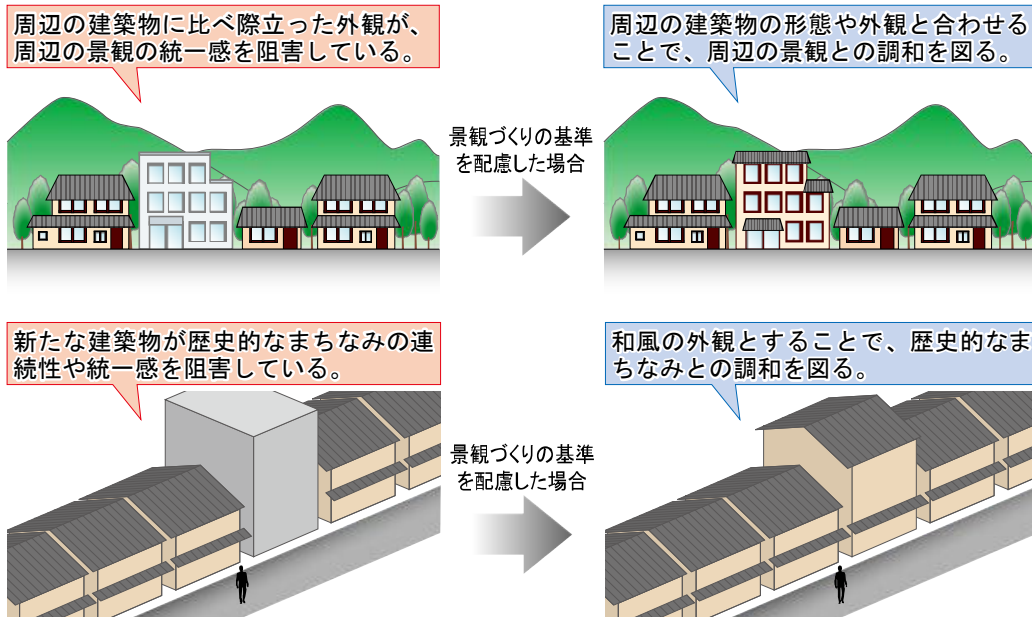 周辺の建築物に比べ際立った外観が、
周辺の景観の統一感を阻害している。
景観づくりの基準
を配慮した場合
周辺の建築物の形態や外観と合わせる
ことで、周辺の景観との調和を図る。
新たな建築物が歴史的なまちなみの連
続性や統一感を阻害している。
景観づくりの基準
を配慮した場合
和風の外観とすることで、歴史的なま
ちなみとの調和を図る。